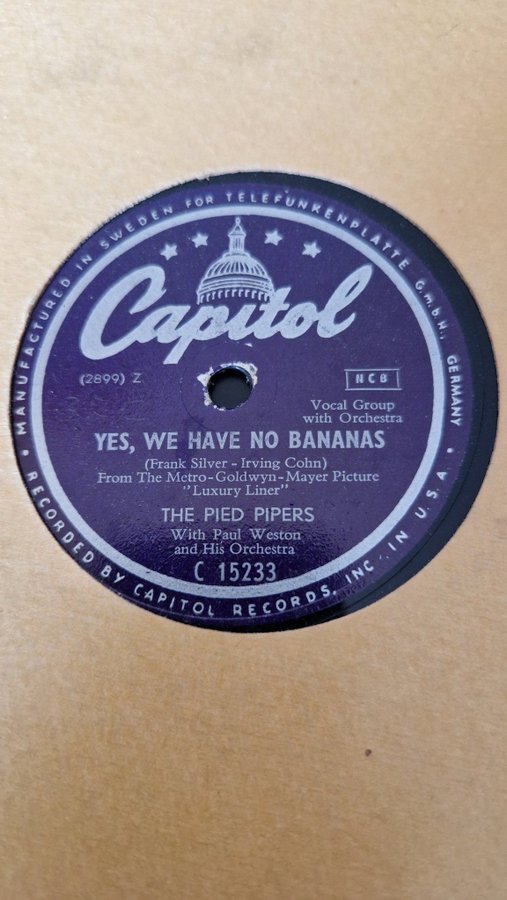 MANUFACTURED IN SWEDEN FOR TELEFUNKENPLATTE G.m.b.H., GERMANY
Capitol
(2899) Z
NCB
Vocal Group
with Orchestra
YES, WE HAVE NO BANANAS
(Frank Silver - Irving Cohn)
From The Metro-Goldwyn-Mayer Picture
"Luxury Liner"
THE PIED PIPERS
With Paul Weston
and His Orchestra
C 15233
• RECORDED BY CAPITOL RECORDS, INC. IN U.S.A. •